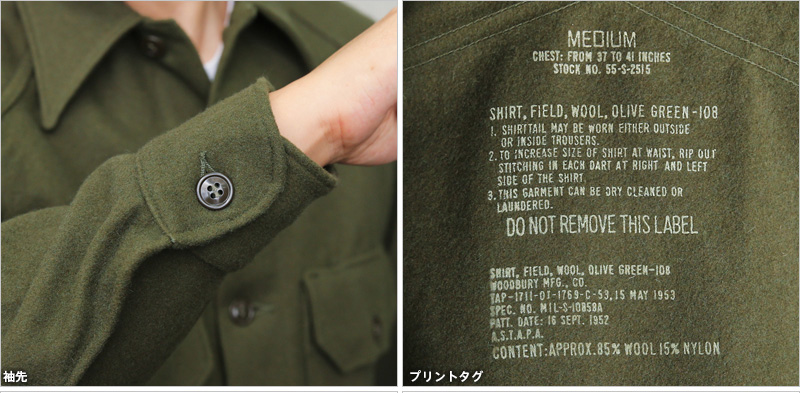 袖先
MEDIUM
CHEST: FROM 37 TO 41 INCHES
STOCK NO. 55-S-2515
SHIRT, FIELD, WOOL, OLIVE GREEN-108
1. SHIRTTAIL MAY BE WORN EITHER OUTSIDE
OR INSIDE TROUSERS.
2. TO INCREASE SIZE OF SHIRT AT WAIST, RIP OUT
STITCHING IN EACH DART AT RIGHT AND LEFT
SIDE OF THE SHIRT.
3. THIS GARMENT CAN BE DRY CLEANED OR
LAUNDERED.
DO NOT REMOVE THIS LABEL
SHIRT, FIELD, WOOL, OLIVE GREEN-108
WOODBURY MFG., CO.
TAP-1711-OI-1769-C-53, 15 MAY 1953
SPEC. NO. MIL-S-10858A
PATT. DATE: 16 SEPT. 1952
A.S.T.A.P.A.
CONTENT: APPROX. 85% WOOL 15% NYLON
プリントタグ